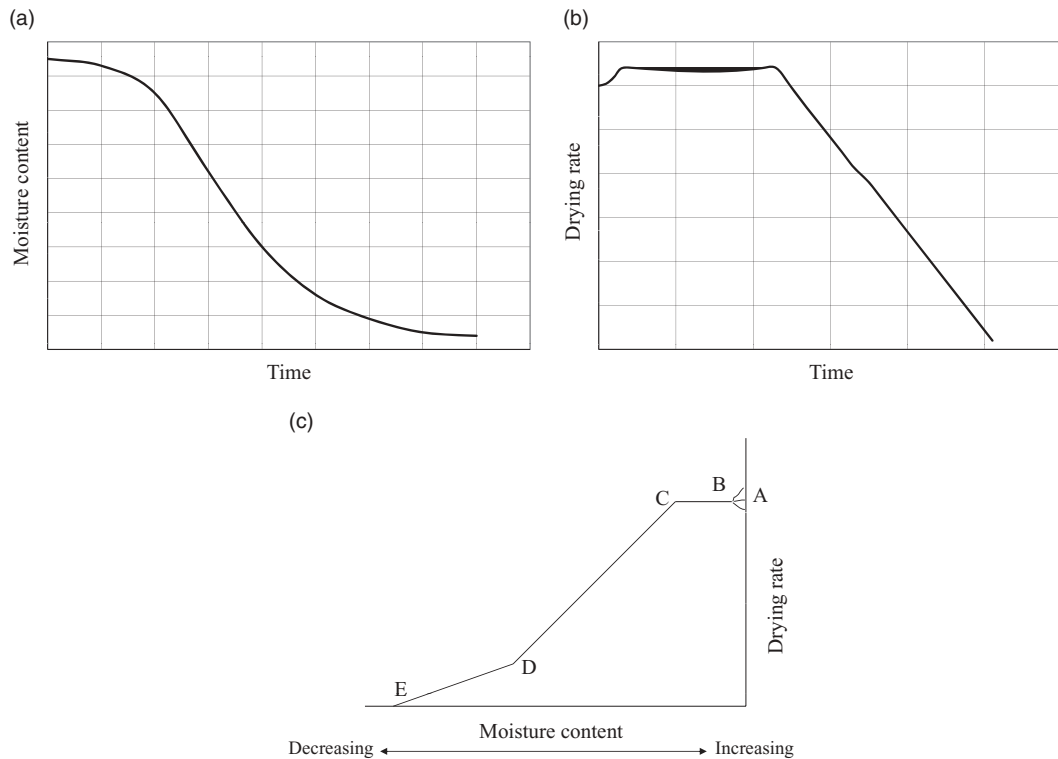 (a)
Moisture content
Time
(b)
Drying rate
Time
(c)
C
B
A
D
E
Drying rate
Moisture content
Decreasing
Increasing